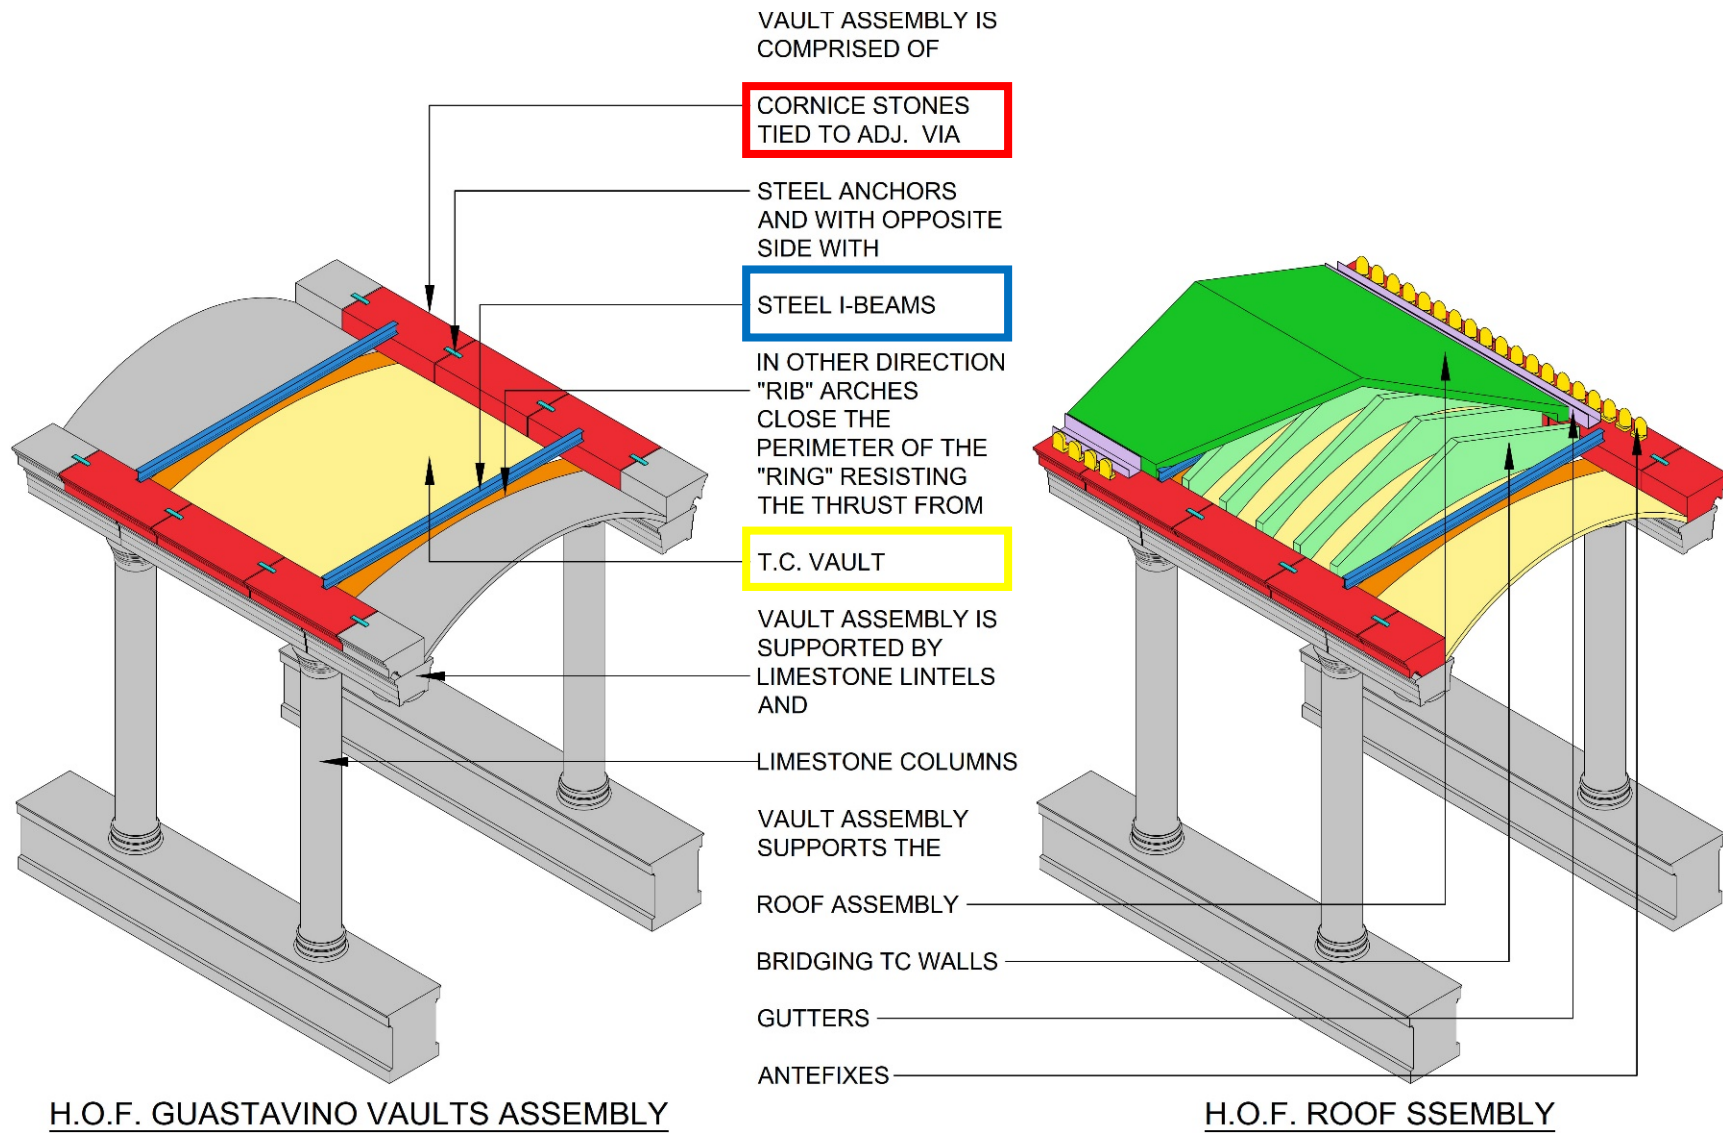 VAULT ASSEMBLY IS
COMPRISED OF
CORNICE STONES
TIED TO ADJ. VIA
STEEL ANCHORS
AND WITH OPPOSITE
SIDE WITH
STEEL I-BEAMS
IN OTHER DIRECTION
"RIB" ARCHES
CLOSE THE
PERIMETER OF THE
"RING" RESISTING
THE THRUST FROM
T.C. VAULT
VAULT ASSEMBLY IS
SUPPORTED BY
LIMESTONE LINTELS
AND
LIMESTONE COLUMNS
VAULT ASSEMBLY
SUPPORTS THE
ROOF ASSEMBLY
BRIDGING TC WALLS
GUTTERS
ANTEFIXES
H.O.F. GUASTAVINO VAULTS ASSEMBLY
H.O.F. ROOF SSEMBLY